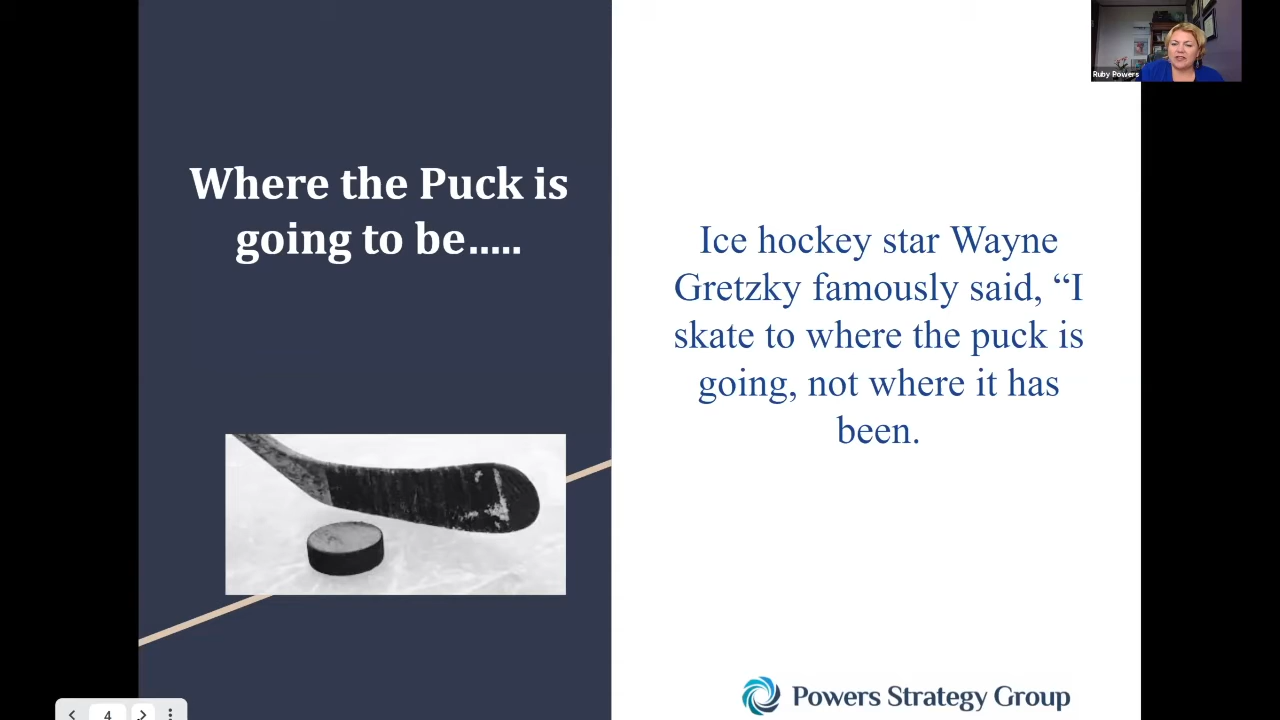 Where the Puck is
going to be.....
Ice hockey star Wayne
Gretzky famously said, “I
skate to where the puck is
going, not where it has
been.
Ruby Powers
Powers Strategy Group
4